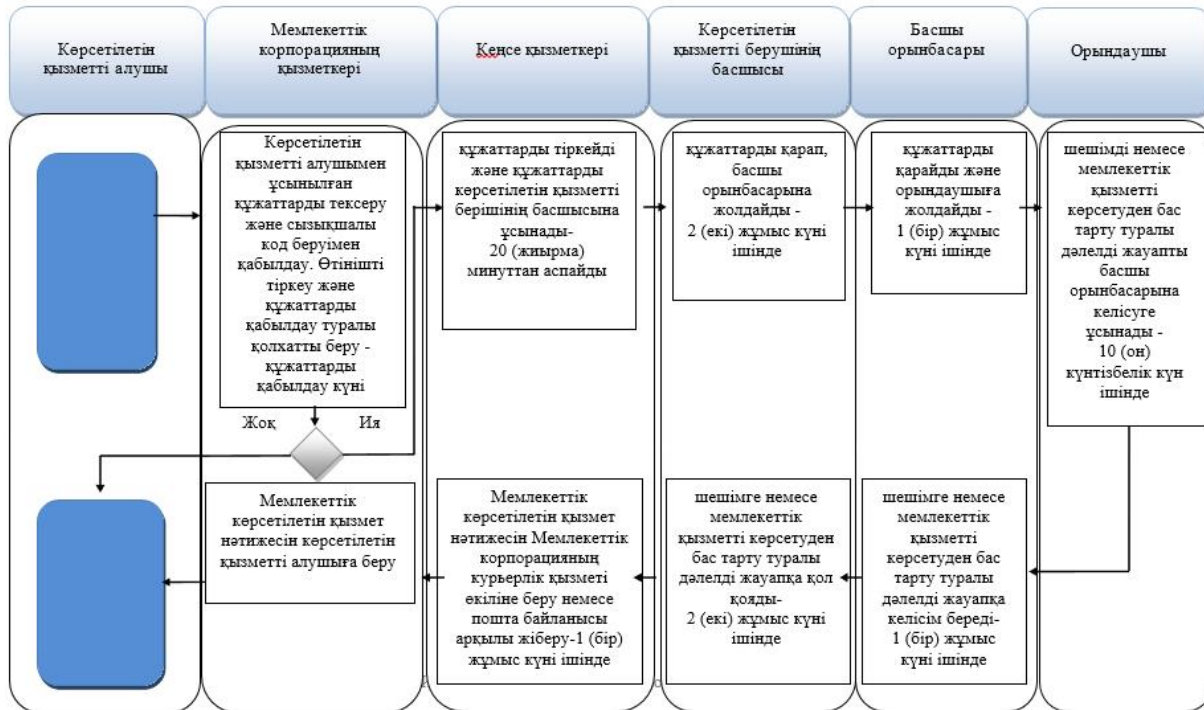 Көрсетілетін
қызметті алушы
Мемлекеттік
корпорацияның
қызметкері
Кеңсе қызметкері
Көрсетілетін
қызметті берушінің
басшысы
Басшы
орынбасары
Орындаушы
Көрсетілетін
қызметті алушымен
ұсынылған
құжаттарды тексеру
және сызықшалы
код беруімен
қабылдау. Өтінішті
тіркеу және
құжаттарды
қабылдау туралы
қолхатты беру -
құжаттарды
қабылдау күні
құжаттарды тіркейді
және құжаттарды
көрсетілетін қызметті
берішінің басшысына
ұсынады-
20 (жиырма)
минуттан аспайды
құжаттарды қарап,
басшы
орынбасарына
жолдайды -
2 (екі) жұмыс күні
ішінде
құжаттарды
қарайды және
орындаушыға
жолдайды -
1 (бір) жұмыс
күні ішінде
шешімді немесе
мемлекеттік
қызметті
көрсетуден бас
тарту туралы
дәлелді жауапты
басшы
орынбасарына
келісуге
ұсынады -
10 (он)
күнтізбелік күн
ішінде
Жоқ
Ия
Мемлекеттік
көрсетілетін қызмет
нәтижесін көрсетілетін
қызметті алушыға беру
Мемлекеттік
көрсетілетін қызмет
нәтижесін Мемлекеттік
корпорацияның
курьерлік қызметі
өкіліне беру немесе
пошта байланысы
арқылы жіберу-1 (бір)
жұмыс күні ішінде
шешімге немесе
мемлекеттік
қызметті көрсетуден
бас тарту туралы
дәлелді жауапқа қол
қояды-
2 (екі) жұмыс күні
ішінде
шешімге немесе
мемлекеттік
қызметті
көрсетуден бас
тарту туралы
дәлелді жауапқа
келісім береді-
1 (бір) жұмыс
күні ішінде